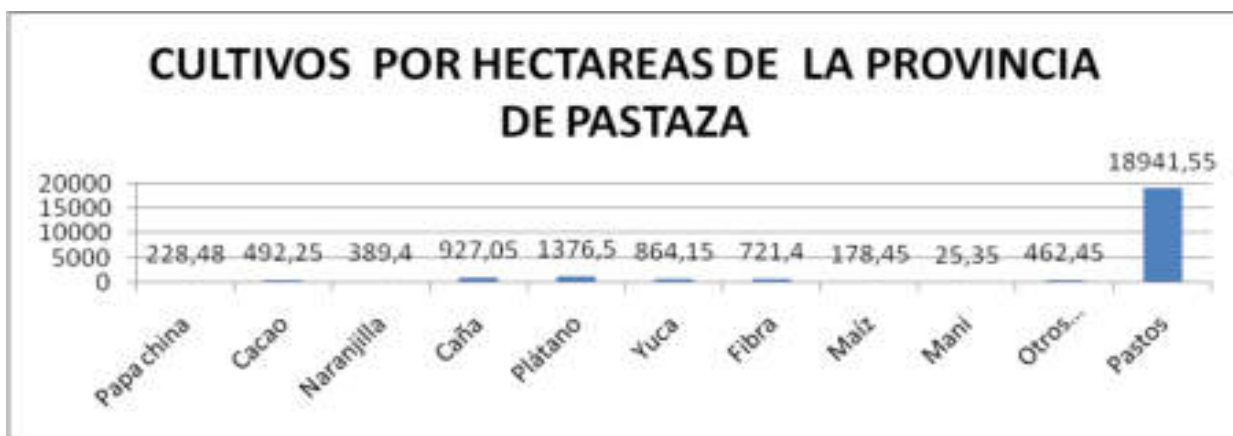 CULTIVOS POR HECTAREAS DE LA PROVINCIA
DE PASTAZA
18941,55
20000
15000
10000
5000
0
228,48 492,25 389,4 927,05 1376,5 864,15 721,4 178,45 25,35 462,45
Papa china
Cacao
Naranjilla
Caña
Plátano
Yuca
Fibra
Maíz
Maní
Otros...
Pastos